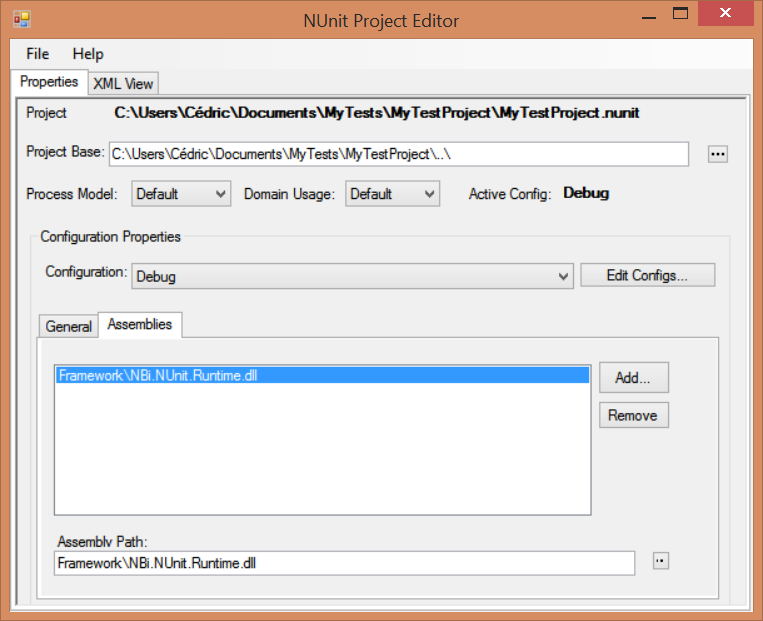 NUnit Project Editor
File Help
Properties XML View
Project C:\Users\Cédric\Documents\MyTests\MyTestProject\MyTestProject.nunit
Project Base: C:\Users\Cédric\Documents\MyTests\MyTestProject\..\ ...
Process Model: Default Domain Usage: Default Active Config: Debug
Configuration Properties
Configuration: Debug Edit Configs...
General Assemblies
Framework\NBi.NUnit.Runtime.dll Add...
Remove
Assembly Path:
Framework\NBi.NUnit.Runtime.dll ..